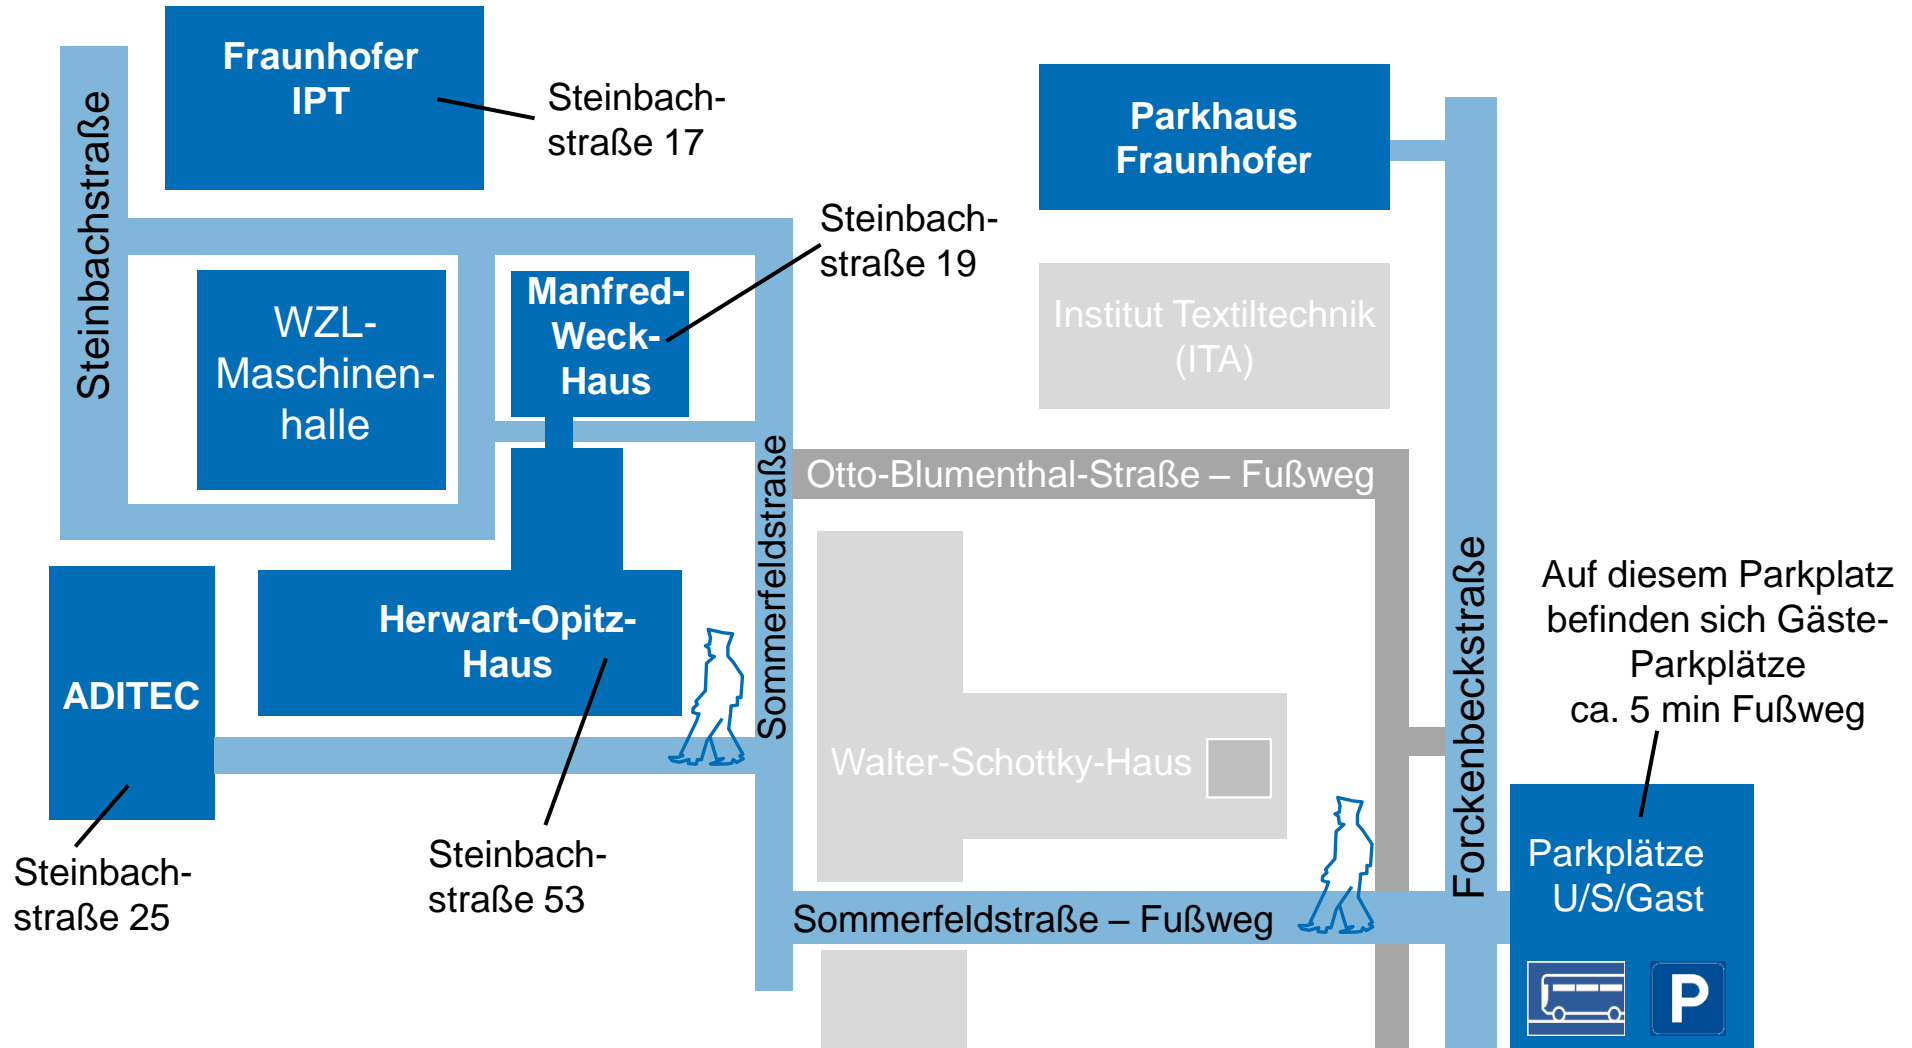 Fraunhofer
IPT
Steinbach-
straße 17
Parkhaus
Fraunhofer
Steinbachstraße
Steinbach-
straße 19
Manfred-
Weck-
Haus
WZL-
Maschinen-
halle
Institut Textiltechnik
(ITA)
Sommerfeldstraße
Otto-Blumenthal-Straße – Fußweg
Forckenbeckstraße
Auf diesem Parkplatz
befinden sich Gäste-
Parkplätze
ca. 5 min Fußweg
Herwart-Opitz-
Haus
ADITEC
Walter-Schottky-Haus
Steinbach-
straße 25
Steinbach-
straße 53
Parkplätze
U/S/Gast
Sommerfeldstraße – Fußweg
P